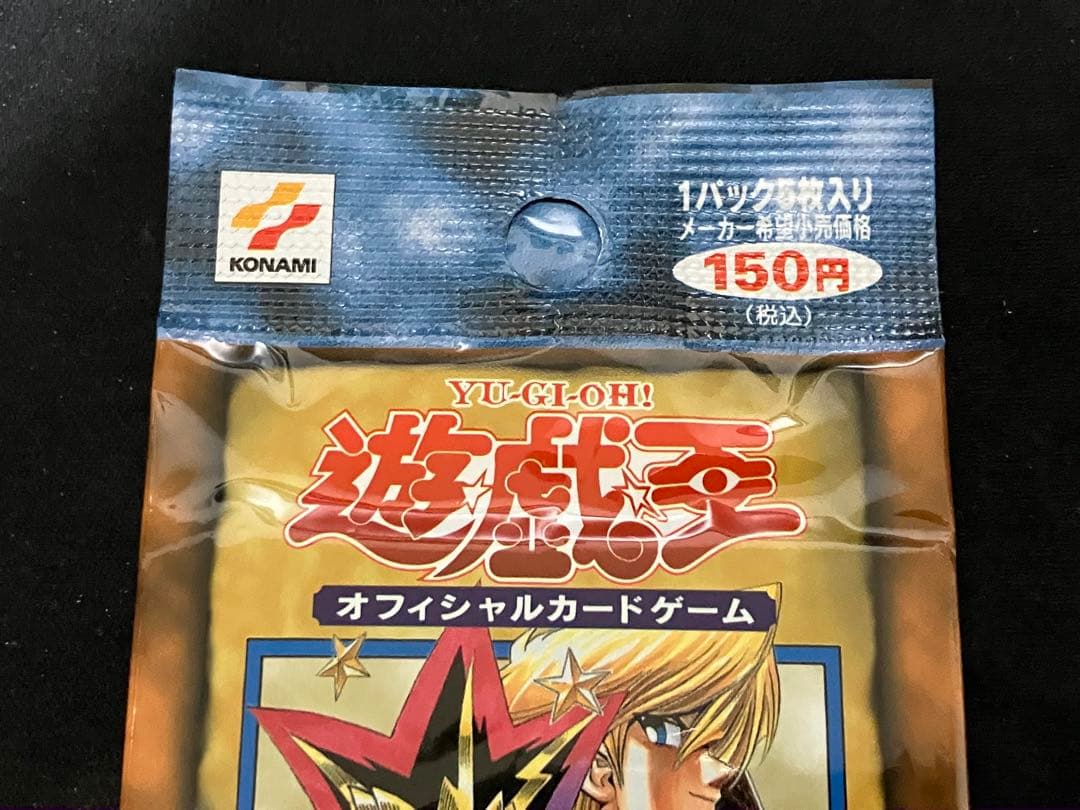 KONAMI
1パック5枚入り
メーカー希望小売価格
150円
(税込)
YU-GI-OH!
遊☆戯☆王
オフィシャルカードゲーム